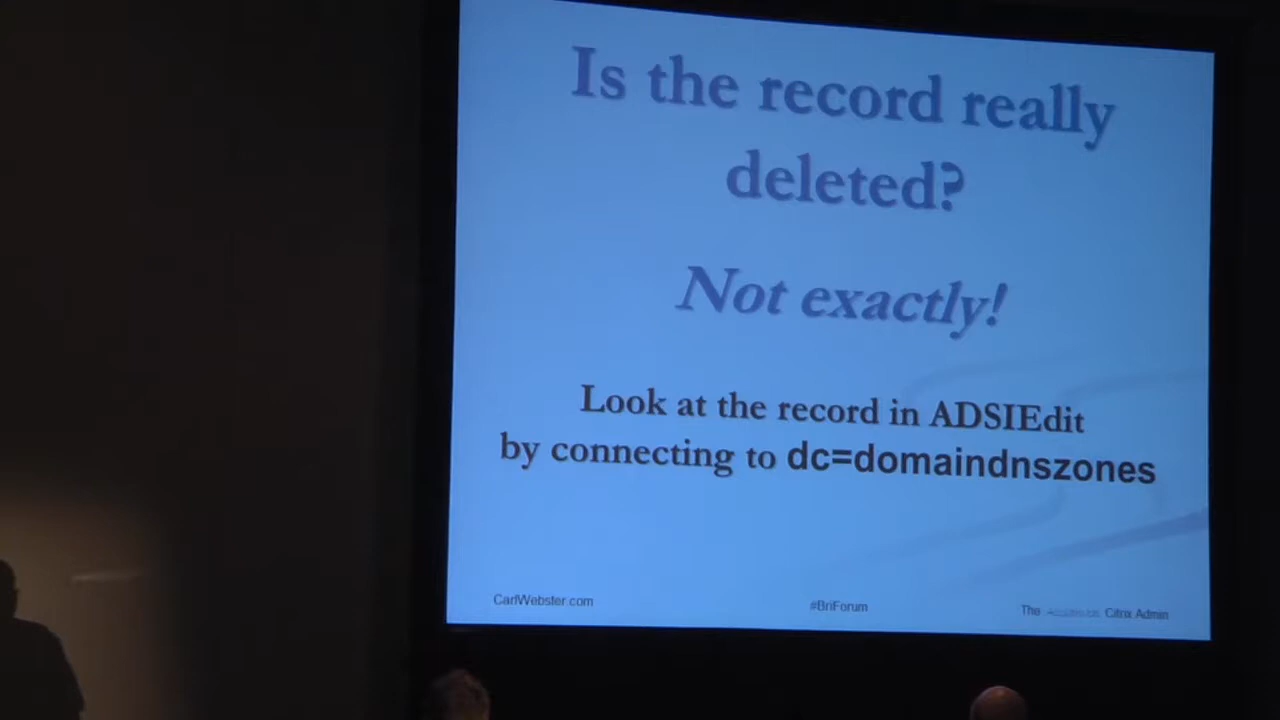 Is the record really
deleted?
Not exactly!
Look at the record in ADSIEdit
by connecting to dc=domaindnszones
CarlWebster.com
#BriForum
The Citrix Admin